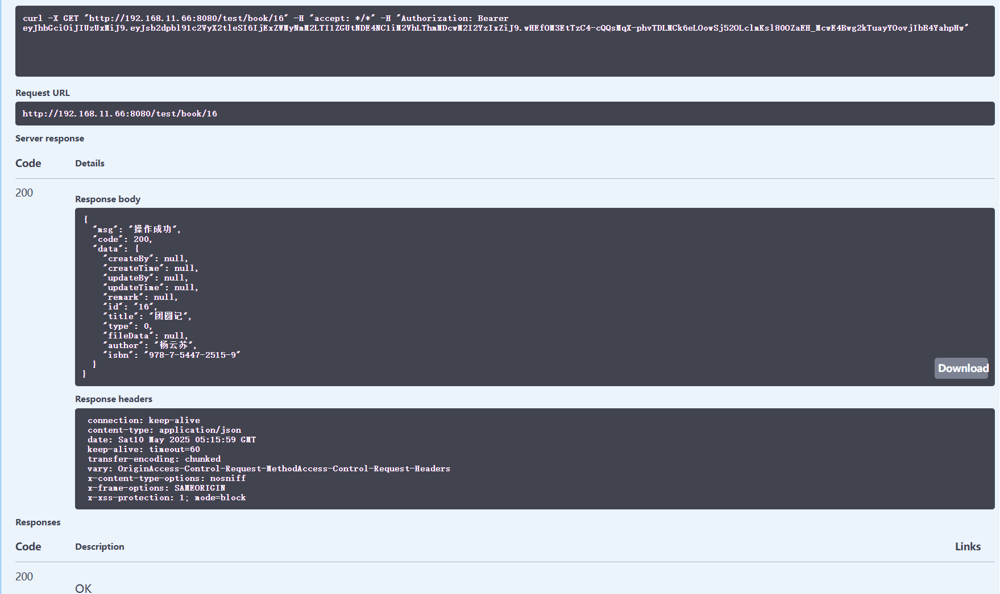 curl -X GET "http://192.168.11.66:8080/test/book/16" -H "accept: */*" -H "Authorization: Bearer
eyJhbGciOiJIUzUxMiJ9.eyJsb2dpbl91c2VyX2tleSI6IjExZWMyNmM2LTI1ZGUtNDE4NC1iM2VhLThmMDcwM2I2YzIxZiJ9.wHEfOM3EtTzC4-cQQsMqX-phvTDLMCk6eLOowSj52OLclmKsl80OZaEH_McwE4Bwg2kTuayYOovjIbB4YahpHw"
Request URL
http://192.168.11.66:8080/test/book/16
Server response
Code Details
200
Response body
{
"msg": "操作成功",
"code": 200,
"data": {
"createBy": null,
"createTime": null,
"updateBy": null,
"updateTime": null,
"remark": null,
"id": "16",
"title": "团圆记",
"type": 0,
"fileData": null,
"author": "杨云苏",
"isbn": "978-7-5447-2515-9"
}
}
Download
Response headers
connection: keep-alive
content-type: application/json
date: Sat10 May 2025 05:15:59 GMT
keep-alive: timeout=60
transfer-encoding: chunked
vary: OriginAccess-Control-Request-MethodAccess-Control-Request-Headers
x-content-type-options: nosniff
x-frame-options: SAMEORIGIN
x-xss-protection: 1; mode=block
Responses
Code Description Links
200
OK